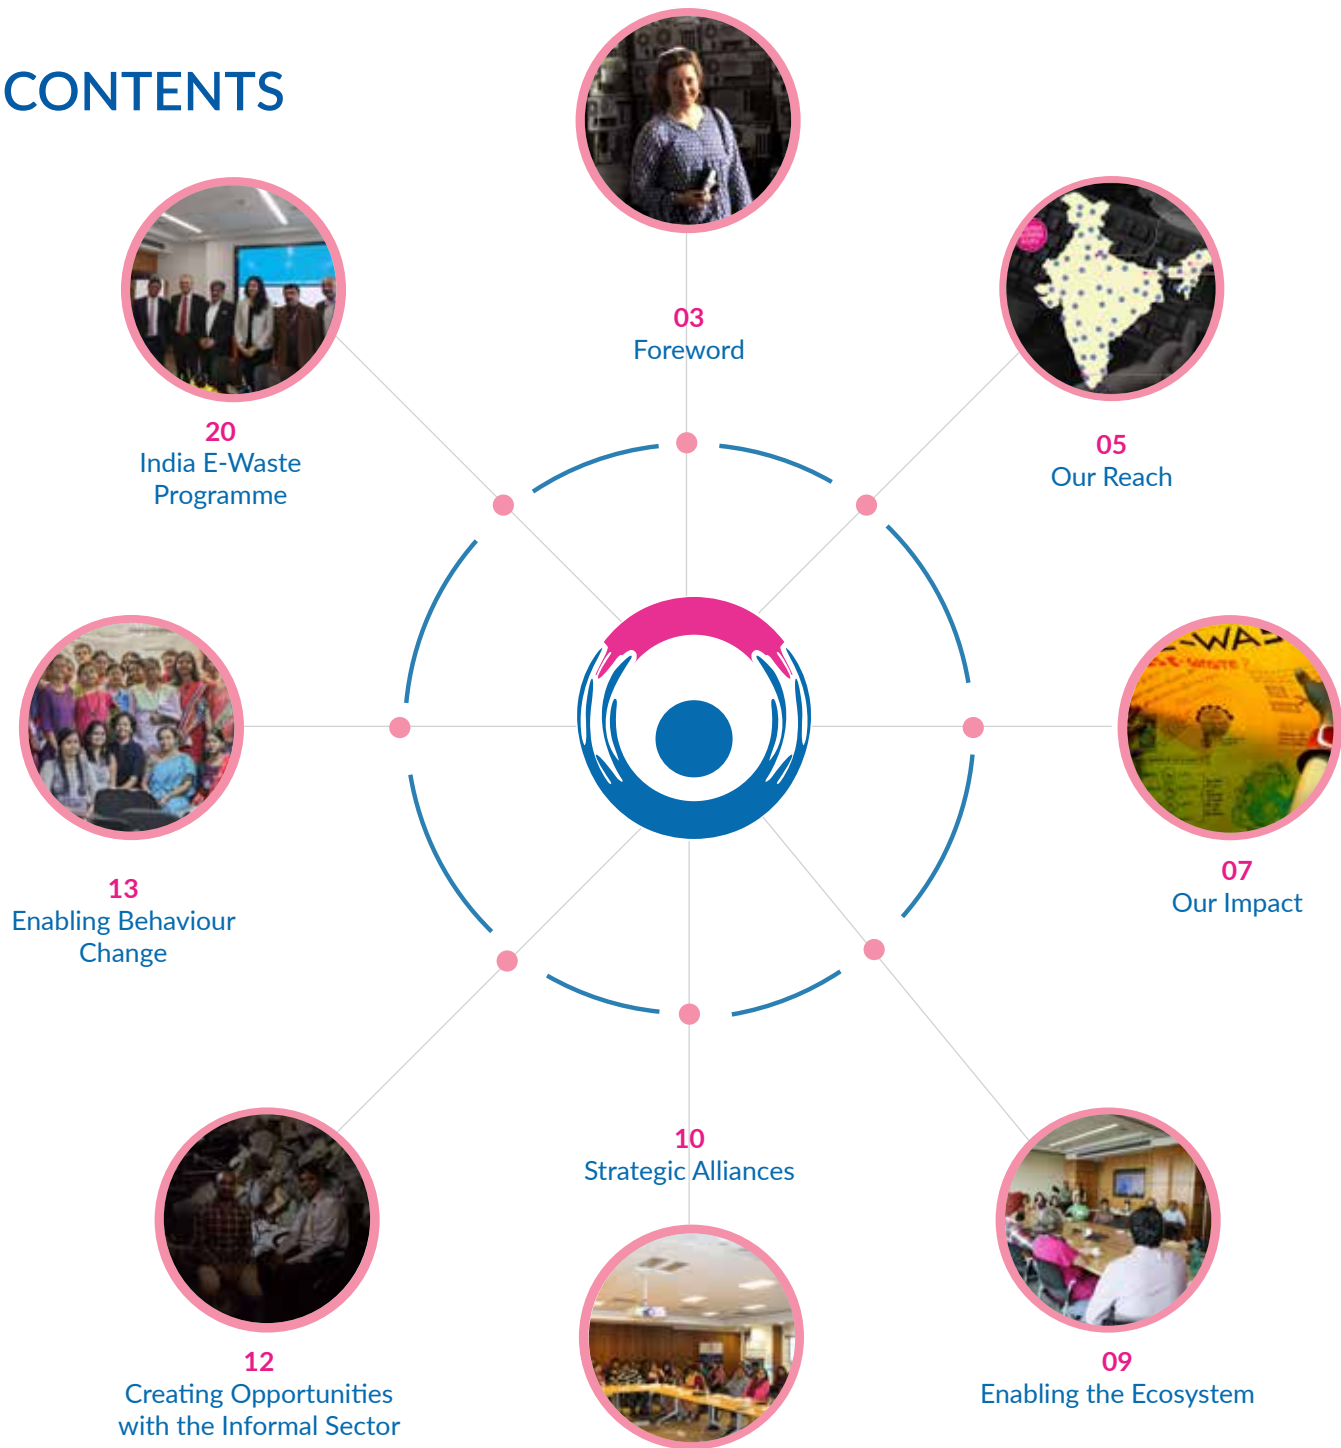 CONTENTS
03
Foreword
05
Our Reach
07
Our Impact
09
Enabling the Ecosystem
10
Strategic Alliances
12
Creating Opportunities
with the Informal Sector
13
Enabling Behaviour
Change
20
India E-Waste
Programme